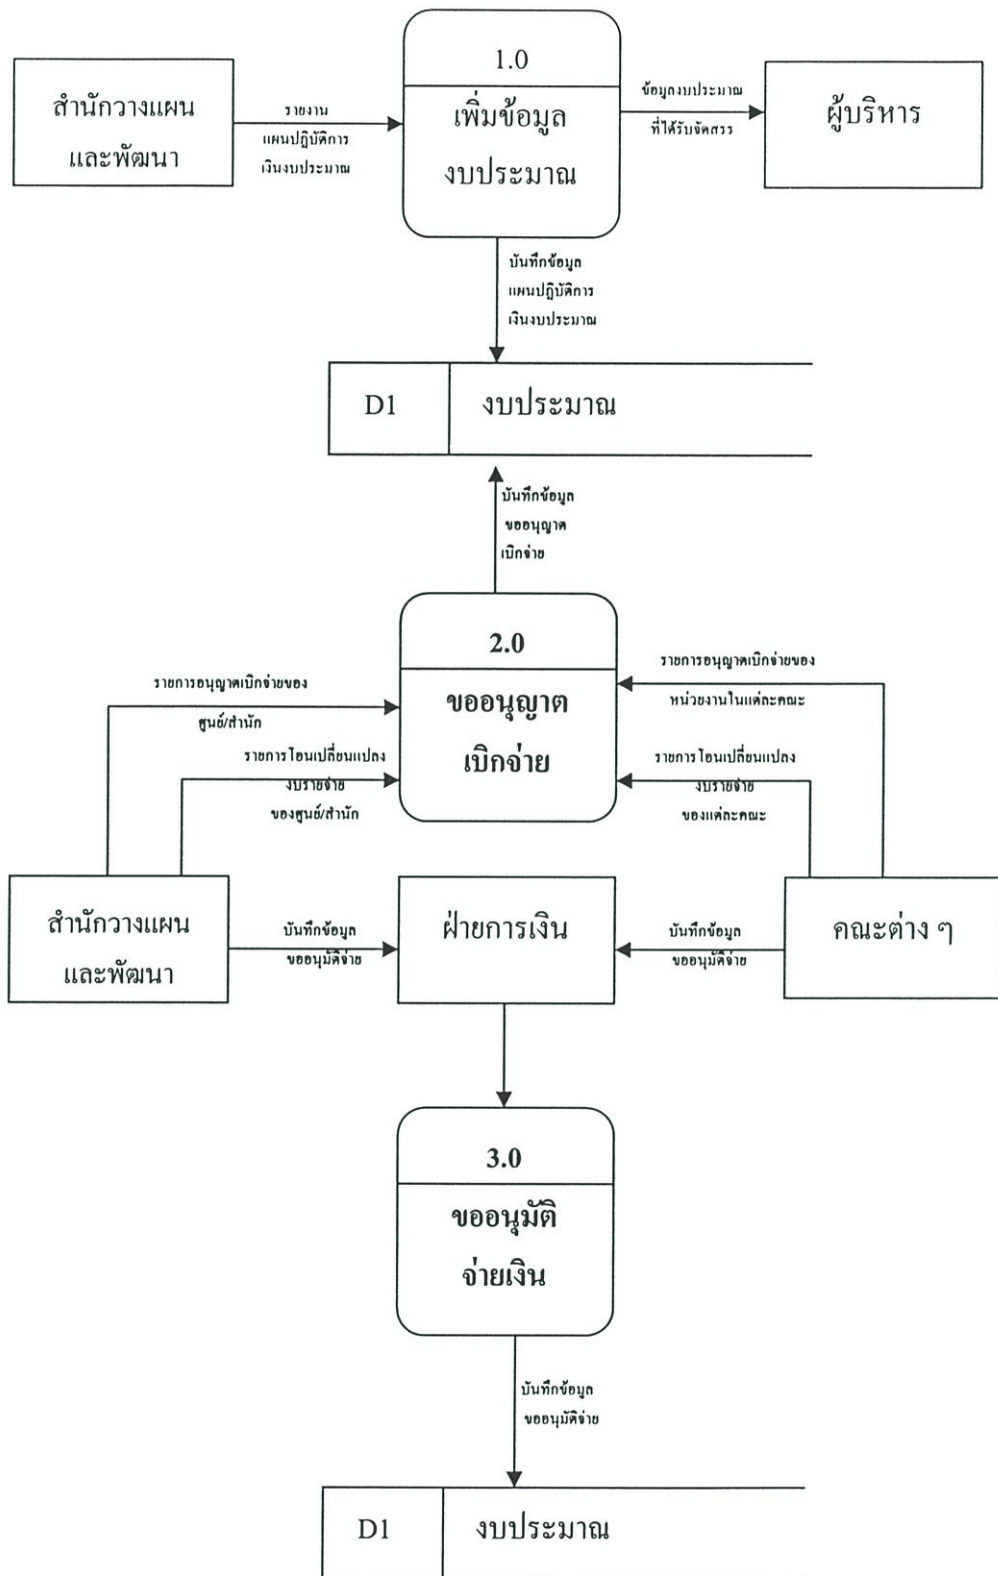 1.0
สำนักวางแผน
และพัฒนา
รายงาน
แผนปฏิบัติการ
เงินงบประมาณ
เพิ่มข้อมูล
งบประมาณ
ข้อมูลงบประมาณ
ที่ได้รับจัดสรร
ผู้บริหาร
บันทึกข้อมูล
แผนปฏิบัติการ
เงินงบประมาณ
D1
งบประมาณ
บันทึกข้อมูล
ขออนุญาต
เบิกจ่าย
2.0
ขออนุญาต
เบิกจ่าย
รายการอนุญาตเบิกจ่ายของ
ศูนย์/สำนัก
รายการโอนเปลี่ยนแปลง
งบรายจ่าย
ของศูนย์/สำนัก
รายการอนุญาตเบิกจ่ายของ
หน่วยงานในแต่ละคณะ
รายการโอนเปลี่ยนแปลง
งบรายจ่าย
ของแต่ละคณะ
สำนักวางแผน
และพัฒนา
บันทึกข้อมูล
ขออนุมัติจ่าย
ฝ่ายการเงิน
บันทึกข้อมูล
ขออนุมัติจ่าย
คณะต่าง ๆ
3.0
ขออนุมัติ
จ่ายเงิน
บันทึกข้อมูล
ขออนุมัติจ่าย
D1
งบประมาณ